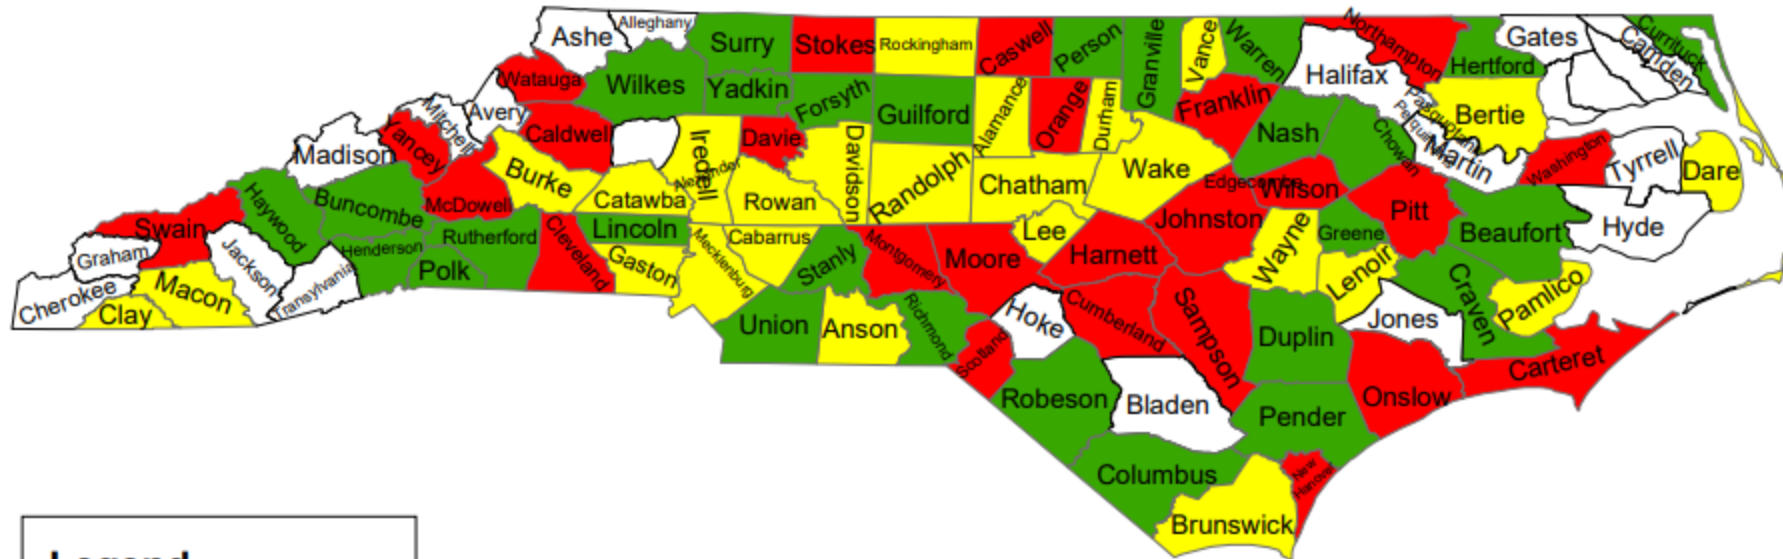 Ashe
Alleghany
Surry
Stokes
Rockingham
Caswell
Person
Granville
Vance
Warren
Northampton
Hertford
Gates
Camden
Currituck
Watauga
Wilkes
Yadkin
Forsyth
Guilford
Alamance
Orange
Durham
Franklin
Halifax
Bertie
Pasquotank
Perquimans
Avery
Mitchell
Caldwell
Alexander
Iredell
Davie
Davidson
Randolph
Chatham
Wake
Nash
Edgecombe
Chowan
Martin
Washington
Tyrrell
Dare
Madison
Yancey
Burke
Catawba
Rowan
Wilson
Johnston
Pitt
Beaufort
Hyde
Swain
Haywood
Buncombe
McDowell
Rutherford
Cleveland
Lincoln
Cabarrus
Stanly
Montgomery
Moore
Lee
Harnett
Wayne
Greene
Lenoir
Craven
Pamlico
Graham
Jackson
Henderson
Polk
Gaston
Mecklenburg
Cherokee
Clay
Macon
Transylvania
Union
Anson
Richmond
Scotland
Hoke
Cumberland
Sampson
Duplin
Jones
Carteret
Onslow
Robeson
Bladen
Pender
Columbus
New
Hanover
Brunswick
Legend